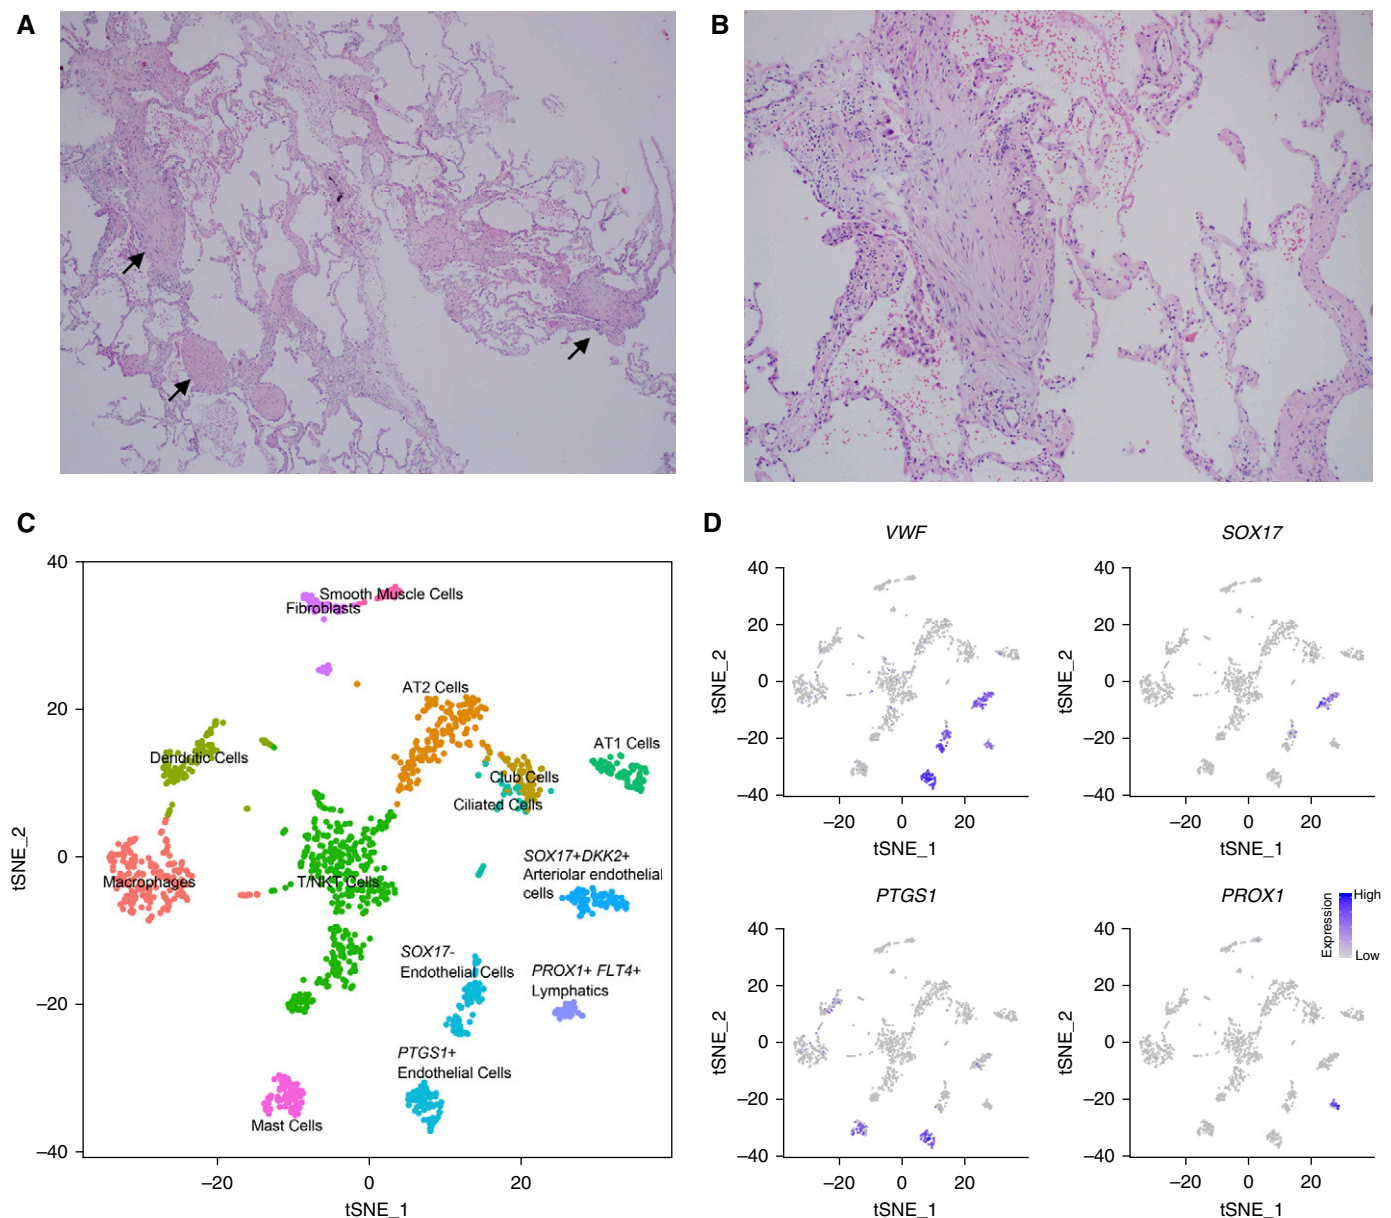 A
B
C
40
20
0
−20
−40
tSNE_2
−20
0
20
tSNE_1
Smooth Muscle Cells
Fibroblasts
AT2 Cells
Dendritic Cells
AT1 Cells
Club Cells
Ciliated Cells
Macrophages
T/NKT Cells
SOX17+DKK2+
Arteriolar endothelial
cells
SOX17-
Endothelial Cells
PROX1+ FLT4+
Lymphatics
PTGS1+
Endothelial Cells
Mast Cells
D
VWF
40
20
0
−20
−40
tSNE_2
−20
0
20
tSNE_1
SOX17
40
20
0
−20
−40
tSNE_2
−20
0
20
tSNE_1
PTGS1
40
20
0
−20
−40
tSNE_2
−20
0
20
tSNE_1
PROX1
40
20
0
−20
−40
tSNE_2
−20
0
20
tSNE_1
Expression
High
Low